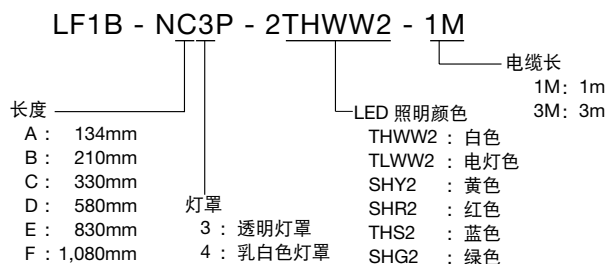 LF1B - NC3P - 2THWW2 - 1M
电缆长
1M：1m
3M：3m
长度
A： 134mm
B： 210mm
C： 330mm
D： 580mm
E： 830mm
F：1,080mm
灯罩
3 ：透明灯罩
4 ：乳白色灯罩
LED 照明颜色
THWW2 ：白色
TLWW2 ：电灯色
SHY2 ：黄色
SHR2 ：红色
THS2 ：蓝色
SHG2 ：绿色